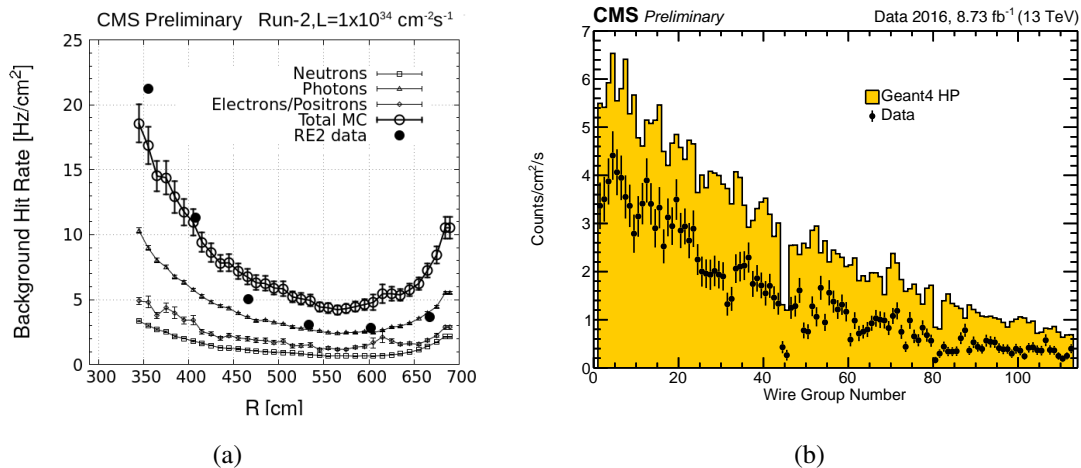 CMS Preliminary Run-2,L=1x10³⁴ cm⁻²s⁻¹
25
20
15
10
5
0
300 350 400 450 500 550 600 650 700
Background Hit Rate [Hz/cm²]
R [cm]
Neutrons
Photons
Electrons/Positrons
Total MC
RE2 data
(a)
CMS Preliminary Data 2016, 8.73 fb⁻¹ (13 TeV)
7
6
5
4
3
2
1
0
0 20 40 60 80 100
Counts/cm²/s
Wire Group Number
Geant4 HP
Data
(b)